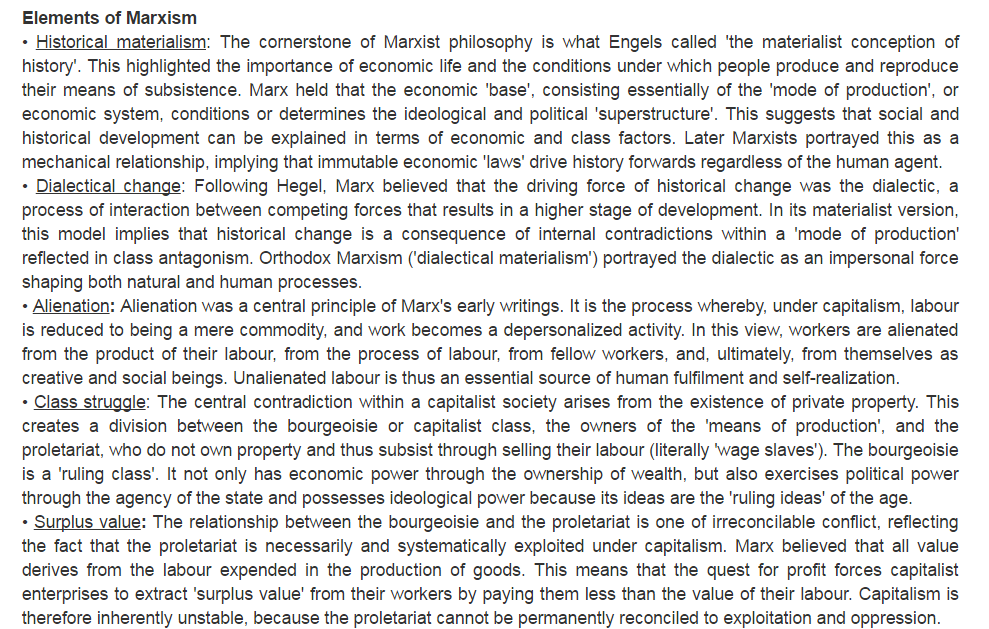 Elements of Marxism
• Historical materialism: The cornerstone of Marxist philosophy is what Engels called 'the materialist conception of
history'. This highlighted the importance of economic life and the conditions under which people produce and reproduce
their means of subsistence. Marx held that the economic 'base', consisting essentially of the 'mode of production', or
economic system, conditions or determines the ideological and political 'superstructure'. This suggests that social and
historical development can be explained in terms of economic and class factors. Later Marxists portrayed this as a
mechanical relationship, implying that immutable economic 'laws' drive history forwards regardless of the human agent.
• Dialectical change: Following Hegel, Marx believed that the driving force of historical change was the dialectic, a
process of interaction between competing forces that results in a higher stage of development. In its materialist version,
this model implies that historical change is a consequence of internal contradictions within a 'mode of production'
reflected in class antagonism. Orthodox Marxism ('dialectical materialism') portrayed the dialectic as an impersonal force
shaping both natural and human processes.
• Alienation: Alienation was a central principle of Marx's early writings. It is the process whereby, under capitalism, labour
is reduced to being a mere commodity, and work becomes a depersonalized activity. In this view, workers are alienated
from the product of their labour, from the process of labour, from fellow workers, and, ultimately, from themselves as
creative and social beings. Unalienated labour is thus an essential source of human fulfilment and self-realization.
• Class struggle: The central contradiction within a capitalist society arises from the existence of private property. This
creates a division between the bourgeoisie or capitalist class, the owners of the 'means of production', and the
proletariat, who do not own property and thus subsist through selling their labour (literally 'wage slaves'). The bourgeoisie
is a 'ruling class'. It not only has economic power through the ownership of wealth, but also exercises political power
through the agency of the state and possesses ideological power because its ideas are the 'ruling ideas' of the age.
• Surplus value: The relationship between the bourgeoisie and the proletariat is one of irreconcilable conflict, reflecting
the fact that the proletariat is necessarily and systematically exploited under capitalism. Marx believed that all value
derives from the labour expended in the production of goods. This means that the quest for profit forces capitalist
enterprises to extract 'surplus value' from their workers by paying them less than the value of their labour. Capitalism is
therefore inherently unstable, because the proletariat cannot be permanently reconciled to exploitation and oppression.